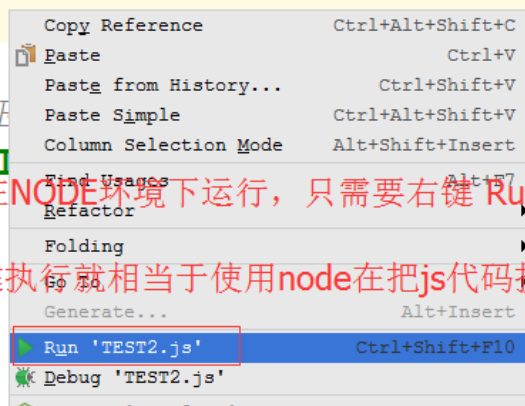 Copy Reference Ctrl+Alt+Shift+C
Paste Ctrl+V
Paste from History... Ctrl+Shift+V
Paste Simple Ctrl+Alt+Shift+V
Column Selection Mode Alt+Shift+Insert
Find Usages Alt+F7
NODE环境下运行，只需要右键 Ru
Refactor
Folding
Go To
执行就相当于使用node在把js代码
Generate... Alt+Insert
Run 'TEST2.js' Ctrl+Shift+F10
Debug 'TEST2.js'